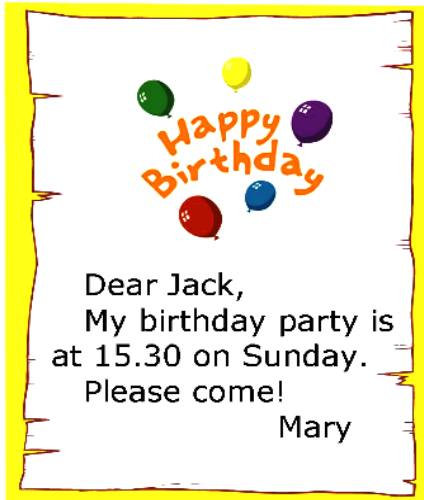 Happy
Birthday
Dear Jack,
My birthday party is
at 15.30 on Sunday.
Please come!
Mary